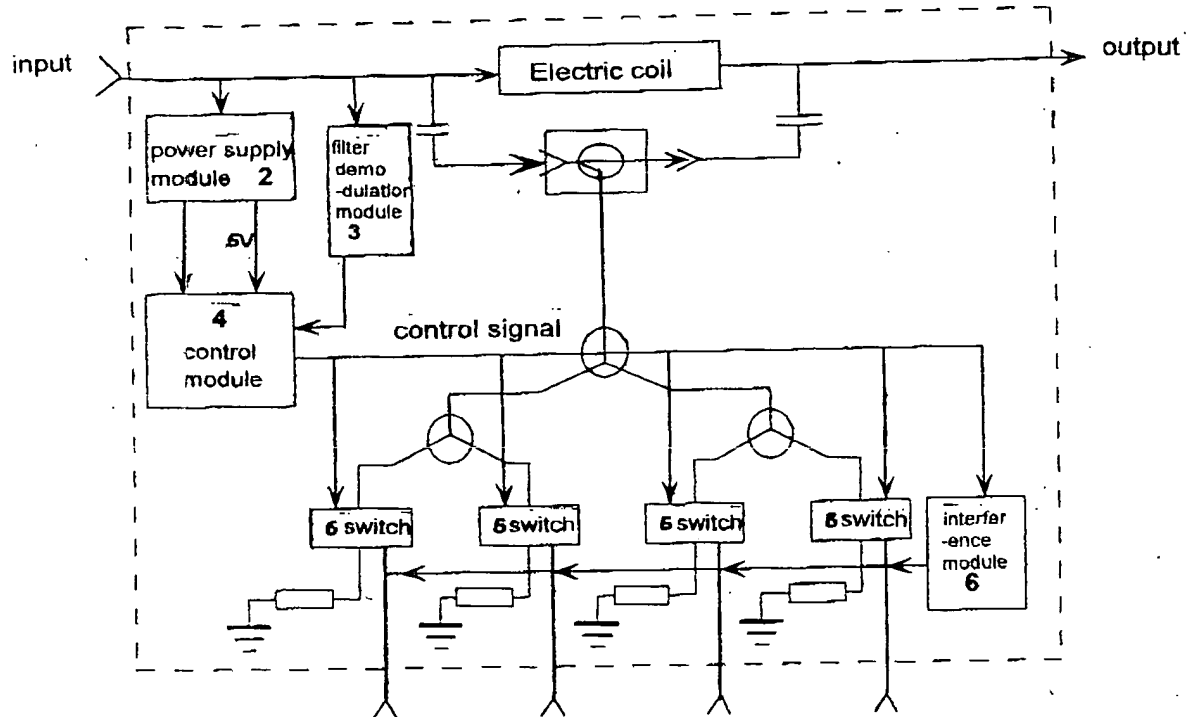 input
output
Electric coil
power supply
module 2
filter
demo
-dulation
module
3
4
control
module
control signal
5 switch
5 switch
5 switch
5 switch
interfer
-ence
module
6